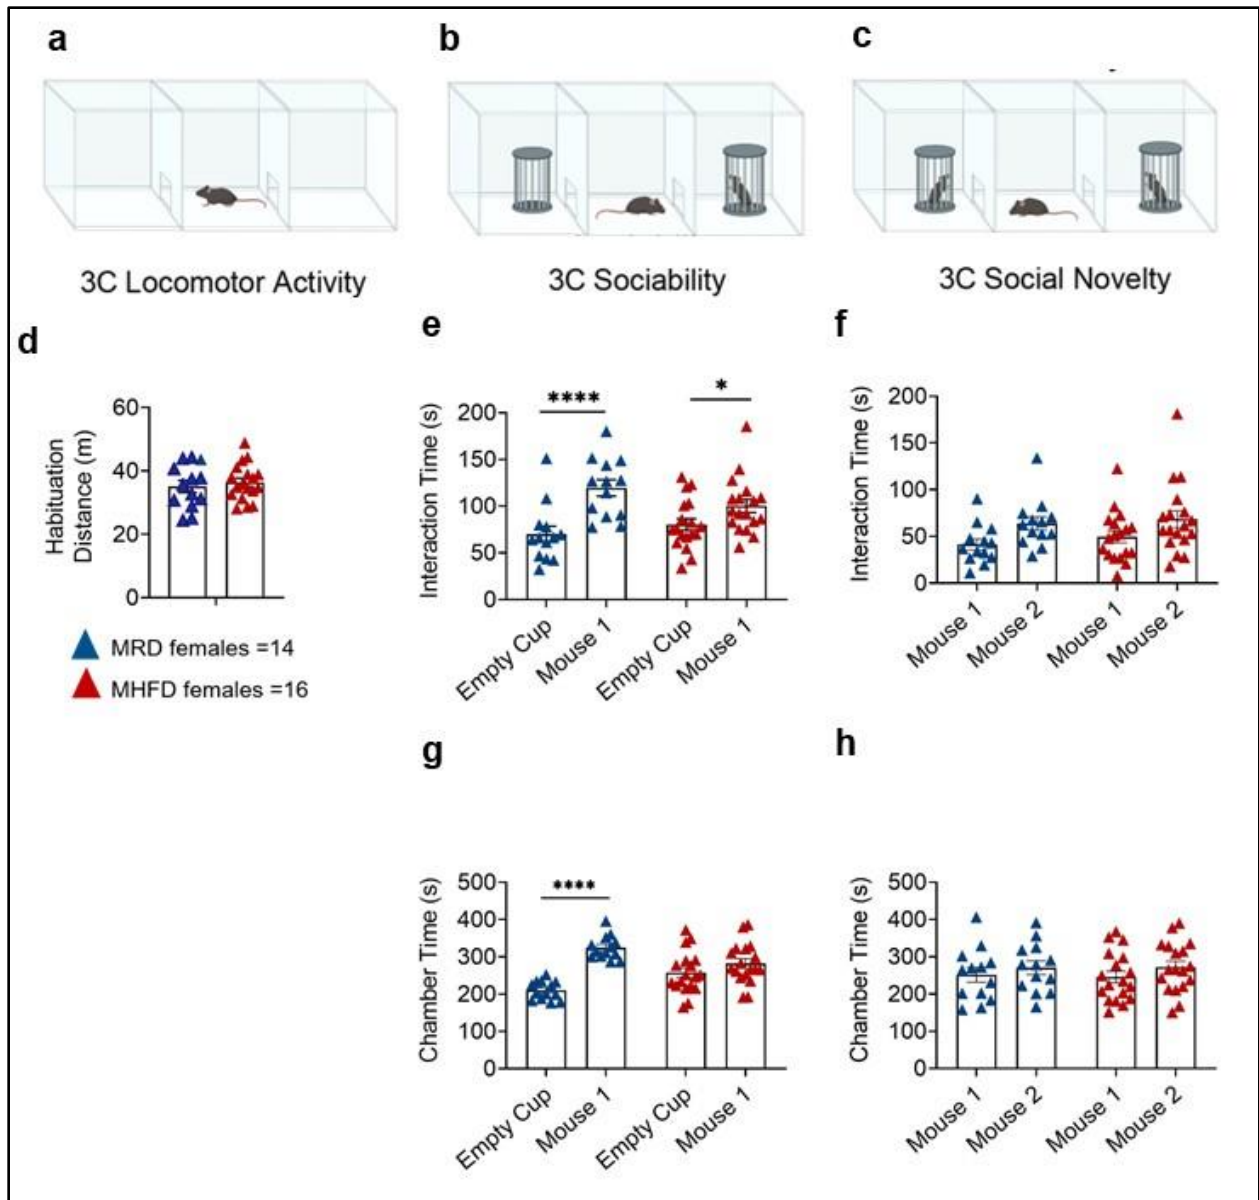 a
b
c
3C Locomotor Activity
3C Sociability
3C Social Novelty
d
Habituation
Distance (m)
60
40
20
0
MRD females =14
MHFD females =16
e
Interaction Time (s)
200
150
100
50
0
****
*
Empty Cup
Mouse 1
Empty Cup
Mouse 1
f
Interaction Time (s)
200
150
100
50
0
Mouse 1
Mouse 2
Mouse 1
Mouse 2
g
Chamber Time (s)
500
400
300
200
100
0
****
Empty Cup
Mouse 1
Empty Cup
Mouse 1
h
Chamber Time (s)
500
400
300
200
100
0
Mouse 1
Mouse 2
Mouse 1
Mouse 2